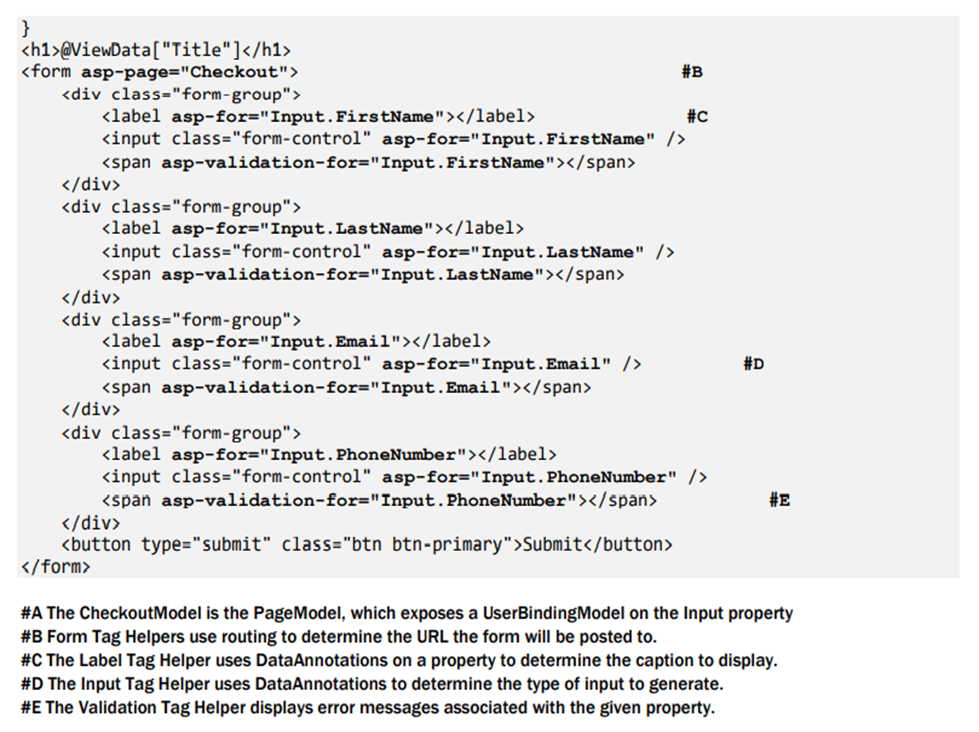 }
<h1>@ViewData["Title"]</h1>
<form asp-page="Checkout"> #B
<div class="form-group">
<label asp-for="Input.FirstName"></label> #C
<input class="form-control" asp-for="Input.FirstName" />
<span asp-validation-for="Input.FirstName"></span>
</div>
<div class="form-group">
<label asp-for="Input.LastName"></label>
<input class="form-control" asp-for="Input.LastName" />
<span asp-validation-for="Input.LastName"></span>
</div>
<div class="form-group">
<label asp-for="Input.Email"></label>
<input class="form-control" asp-for="Input.Email" /> #D
<span asp-validation-for="Input.Email"></span>
</div>
<div class="form-group">
<label asp-for="Input.PhoneNumber"></label>
<input class="form-control" asp-for="Input.PhoneNumber" />
<span asp-validation-for="Input.PhoneNumber"></span> #E
</div>
<button type="submit" class="btn btn-primary">Submit</button>
</form>
#A The CheckoutModel is the PageModel, which exposes a UserBindingModel on the Input property
#B Form Tag Helpers use routing to determine the URL the form will be posted to.
#C The Label Tag Helper uses DataAnnotations on a property to determine the caption to display.
#D The Input Tag Helper uses DataAnnotations to determine the type of input to generate.
#E The Validation Tag Helper displays error messages associated with the given property.